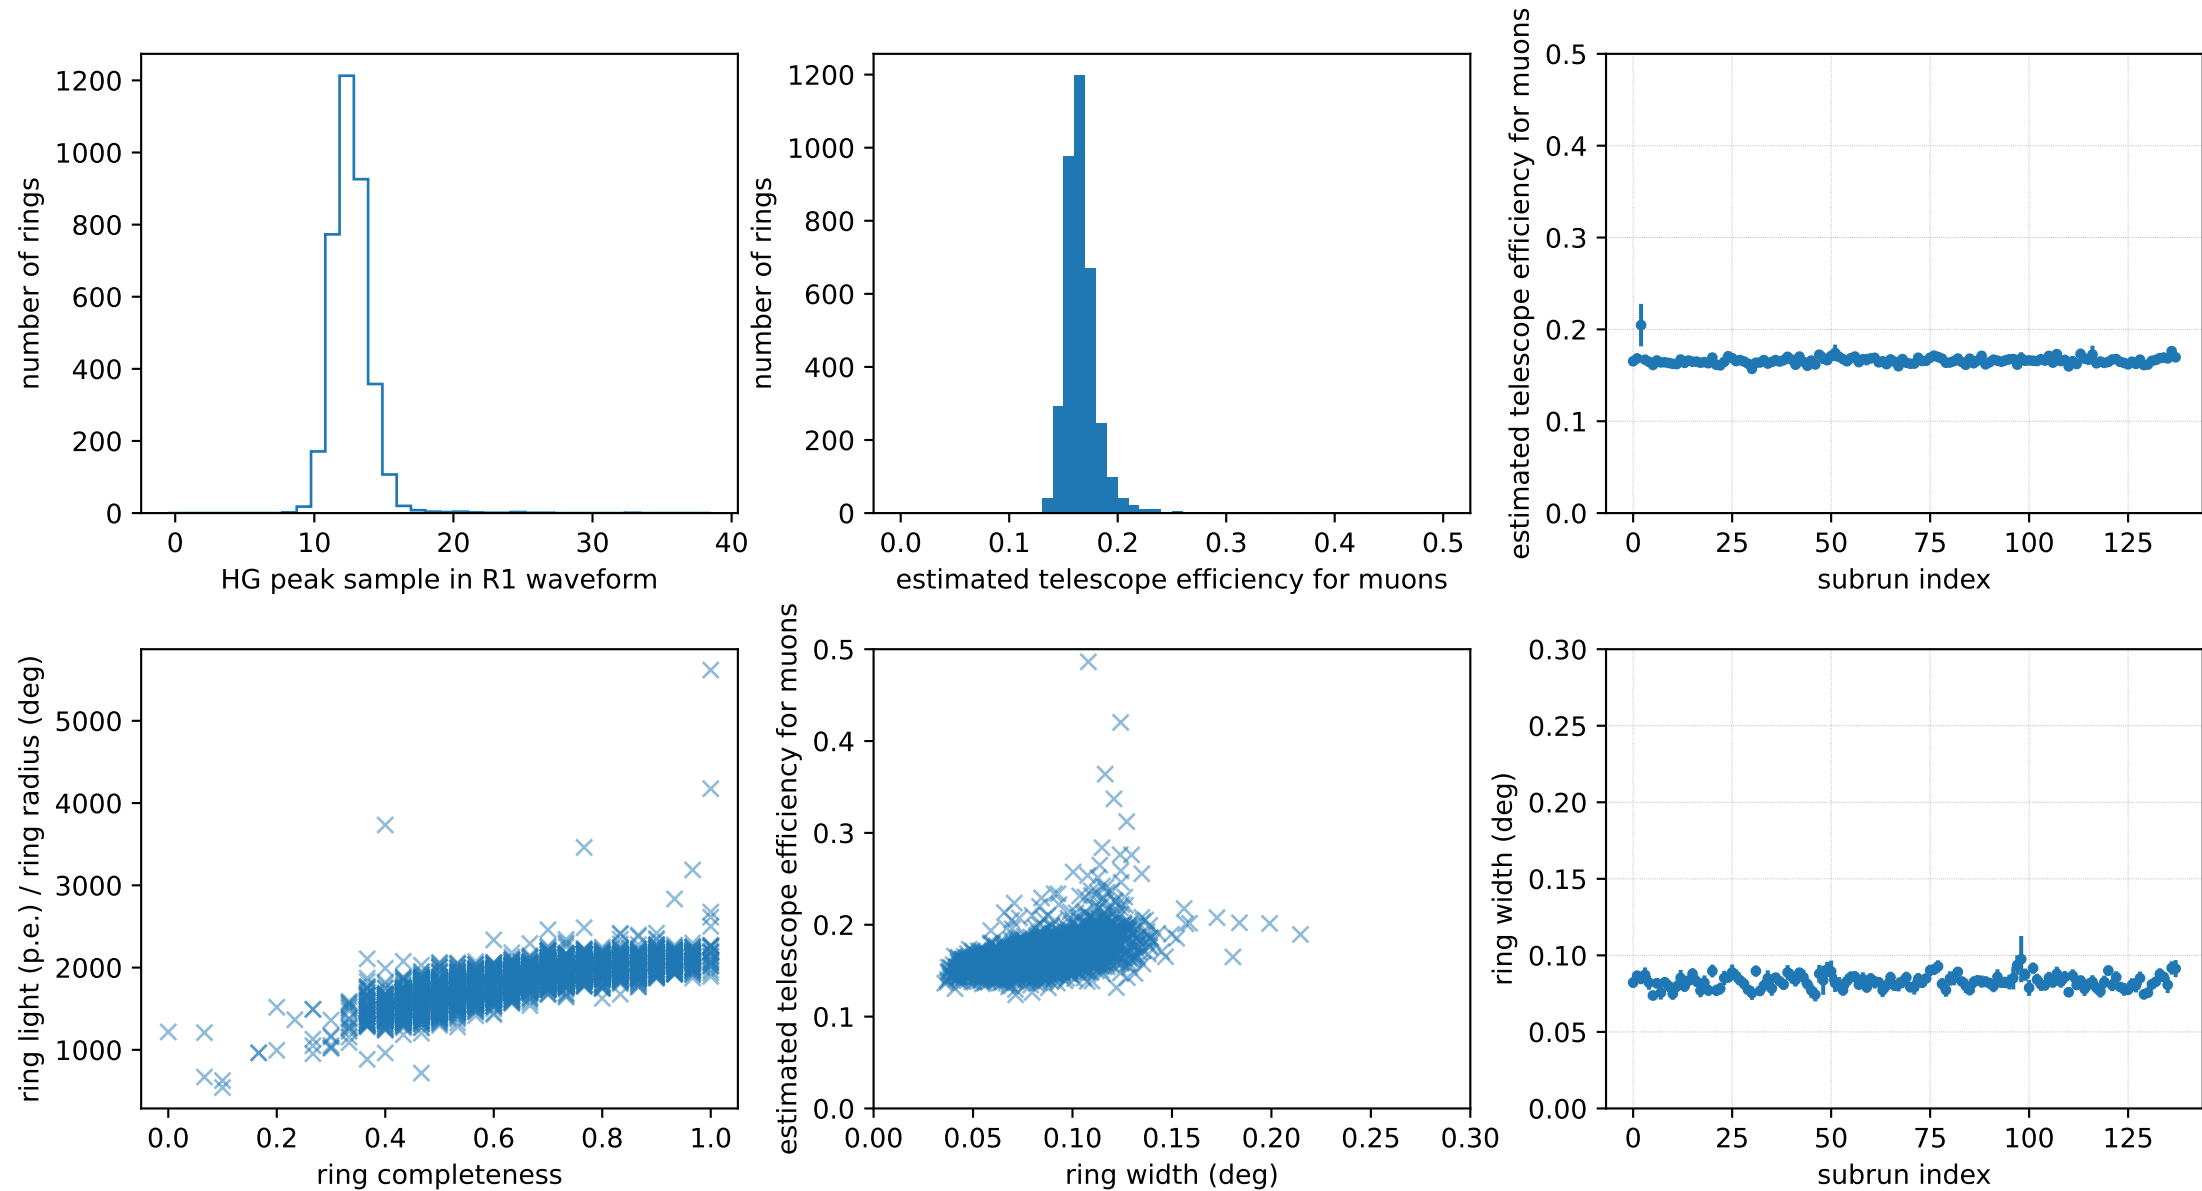 number of rings
1200
1000
800
600
400
200
0
0 10 20 30 40
HG peak sample in R1 waveform
number of rings
1200
1000
800
600
400
200
0
0.0 0.1 0.2 0.3 0.4 0.5
estimated telescope efficiency for muons
estimated telescope efficiency for muons
0.5
0.4
0.3
0.2
0.1
0.0
0 25 50 75 100 125
subrun index
ring light (p.e.) / ring radius (deg)
5000
4000
3000
2000
1000
0.0 0.2 0.4 0.6 0.8 1.0
ring completeness
estimated telescope efficiency for muons
0.5
0.4
0.3
0.2
0.1
0.0
0.00 0.05 0.10 0.15 0.20 0.25 0.30
ring width (deg)
ring width (deg)
0.30
0.25
0.20
0.15
0.10
0.05
0.00
0 25 50 75 100 125
subrun index